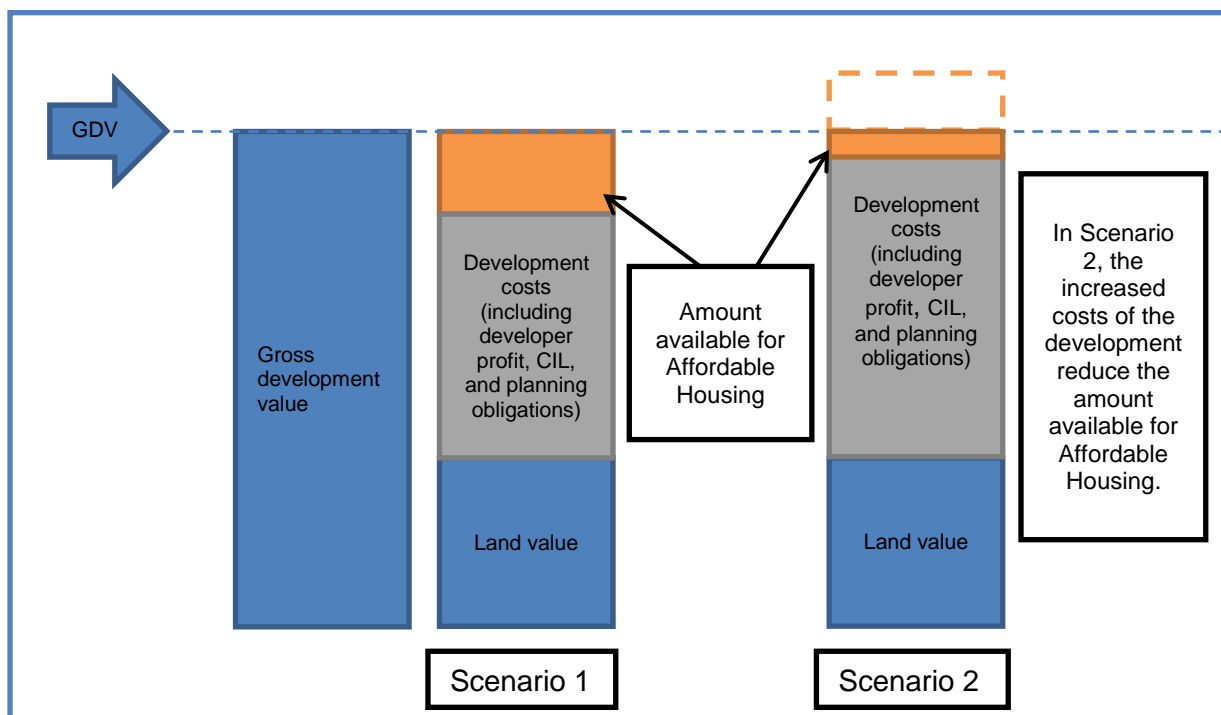 GDV
Gross
development
value
Development
costs
(including
developer
profit, CIL,
and planning
obligations)
Land value
Scenario 1
Amount
available for
Affordable
Housing
Development
costs
(including
developer
profit, CIL,
and planning
obligations)
Land value
Scenario 2
In Scenario
2, the
increased
costs of the
development
reduce the
amount
available for
Affordable
Housing.